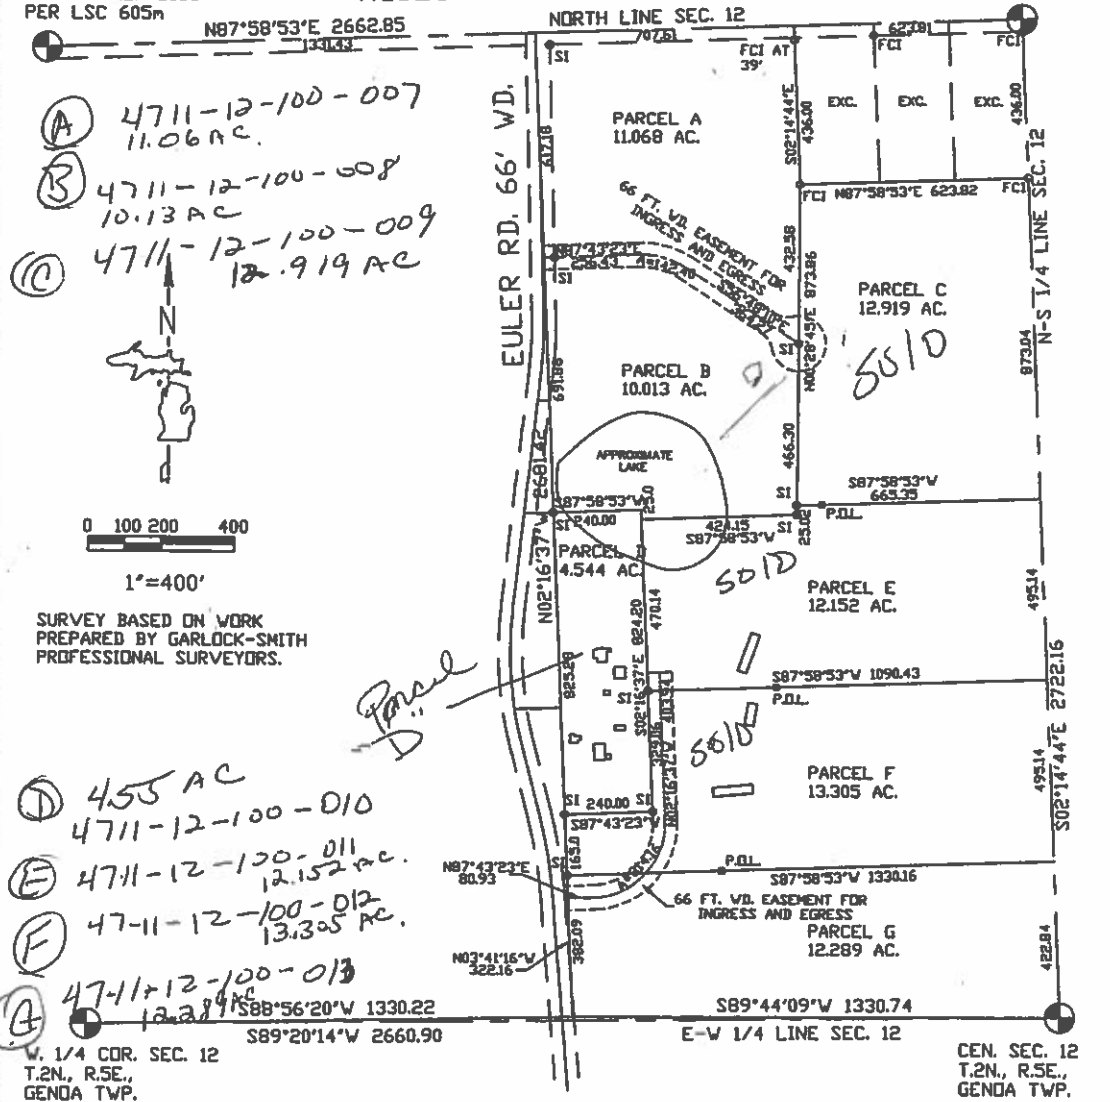 PER LSC 605m
N87°58'53"E 2662.85
1331.43
NORTH LINE SEC. 12
707.61
623.81
SI
FCI AT
39'
FCI
FCI
A 4711-12-100-007
11.06 AC.
B 4711-12-100-008
10.13 AC
C 4711-12-100-009
12.919 AC
N
0 100 200 400
1"=400'
SURVEY BASED ON WORK
PREPARED BY GARLOCK-SMITH
PROFESSIONAL SURVEYORS.
EULER RD. 66' WD.
617.18
PARCEL A
11.068 AC.
S02°14'44"E
436.00
EXC.
EXC.
EXC.
436.00
FCI N87°58'53"E 623.82 FCI
N-S 1/4 LINE SEC. 12
66 FT. WD. EASEMENT FOR
INGRESS AND EGRESS
N87°43'23"E
SI
432.58
873.86
SI
PARCEL C
12.919 AC.
SOLD
873.04
691.86
PARCEL B
10.013 AC.
466.30
APPROXIMATE
LAKE
2681.42
N02°16'37"W
S87°58'53"W
SI 240.00
25.0
SI
SI
25.02
S87°58'53"W
665.35
P.O.L.
424.15
S87°58'53"W
PARCEL
4.544 AC.
SOLD
PARCEL E
12.152 AC.
495.14
S02°16'37"E 824.20
470.14
825.28
SI
S87°58'53"W 1090.43
P.O.L.
Parcel
D
SOLD
PARCEL F
13.305 AC.
495.14
S02°14'44"E 2722.16
SI 240.00 SI
S87°43'23"W
165.0
SI
N87°43'23"E
80.93
P.O.L.
S87°58'53"W 1330.16
66 FT. WD. EASEMENT FOR
INGRESS AND EGRESS
PARCEL G
12.289 AC.
422.84
N03°41'16"W
322.16
382.09
D 4.55 AC
4711-12-100-010
E 4711-12-100-011
12.152 AC.
F 47-11-12-100-012
13.305 AC.
47-11-12-100-013
12.289 AC
S88°56'20"W 1330.22
S89°20'14"W 2660.90
S89°44'09"W 1330.74
E-W 1/4 LINE SEC. 12
W. 1/4 COR. SEC. 12
T.2N., R.5E.,
GENOA TWP.
CEN. SEC. 12
T.2N., R.5E.,
GENOA TWP.